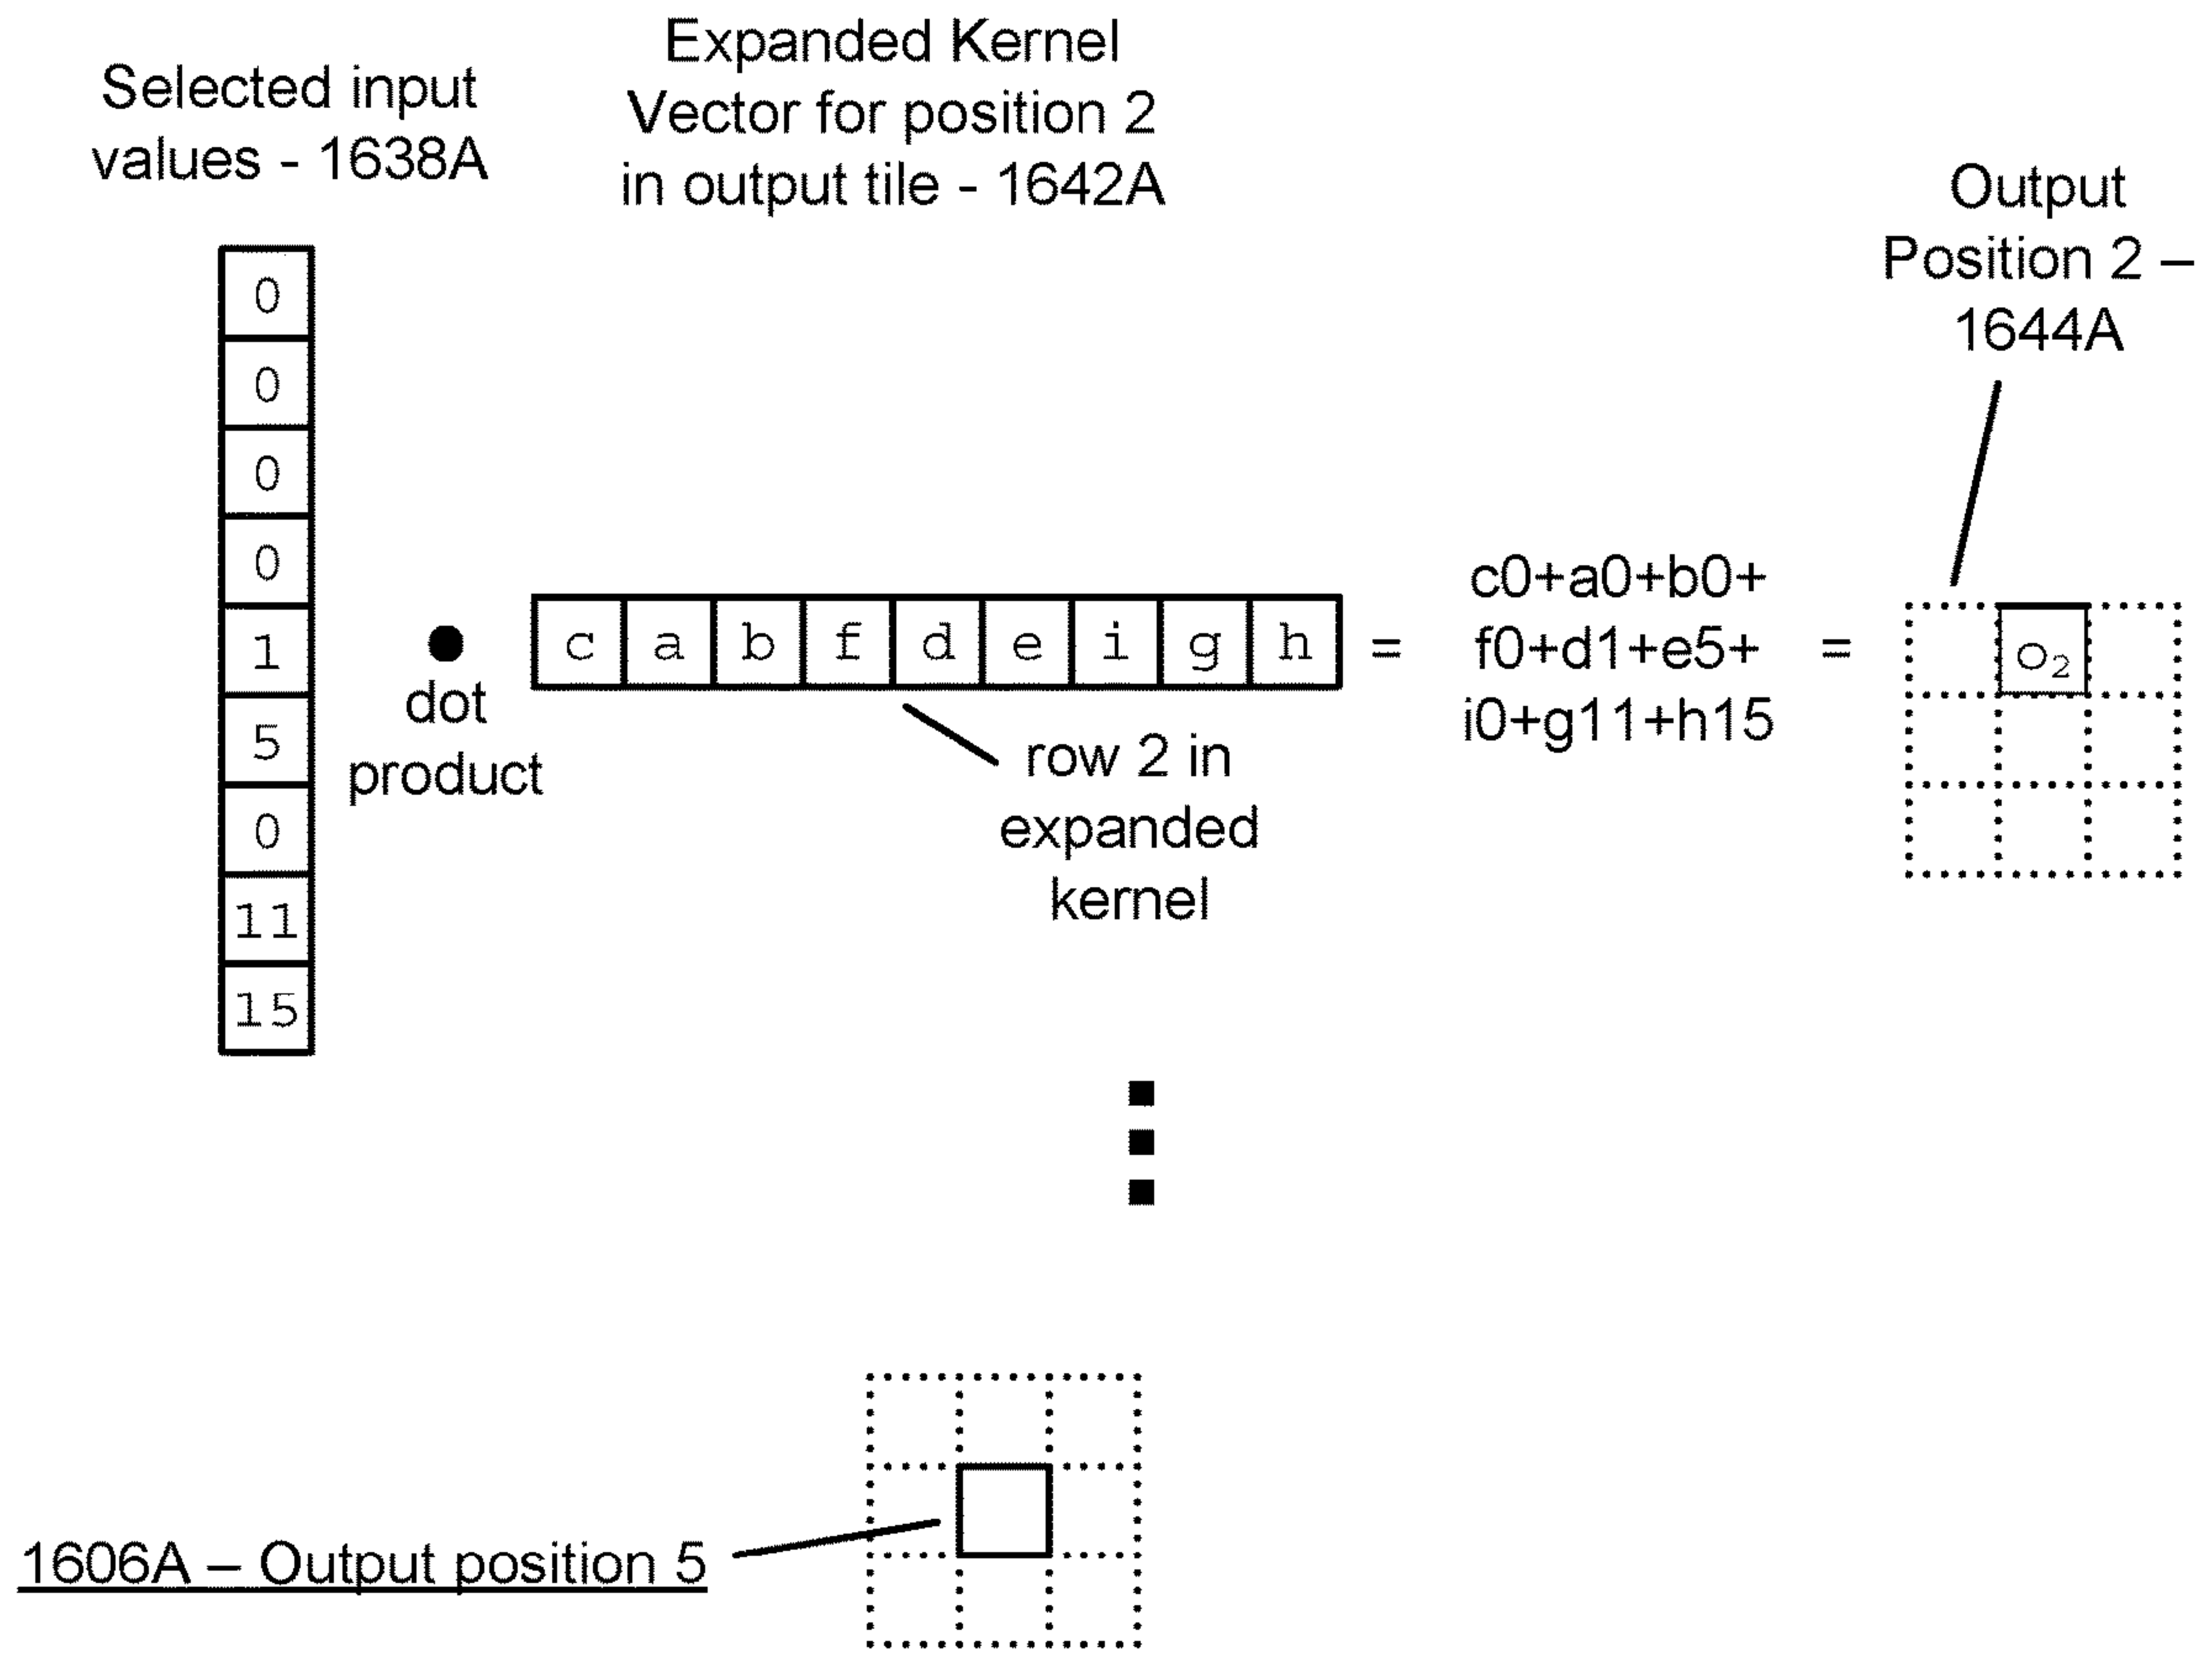 Selected input
values - 1638A
Expanded Kernel
Vector for position 2
in output tile - 1642A
Output
Position 2 –
1644A
0
0
0
0
1
5
0
11
15
dot
product
c a b f d e i g h
row 2 in
expanded
kernel
=
c0+a0+b0+
f0+d1+e5+
i0+g11+h15
=
o₂
1606A – Output position 5